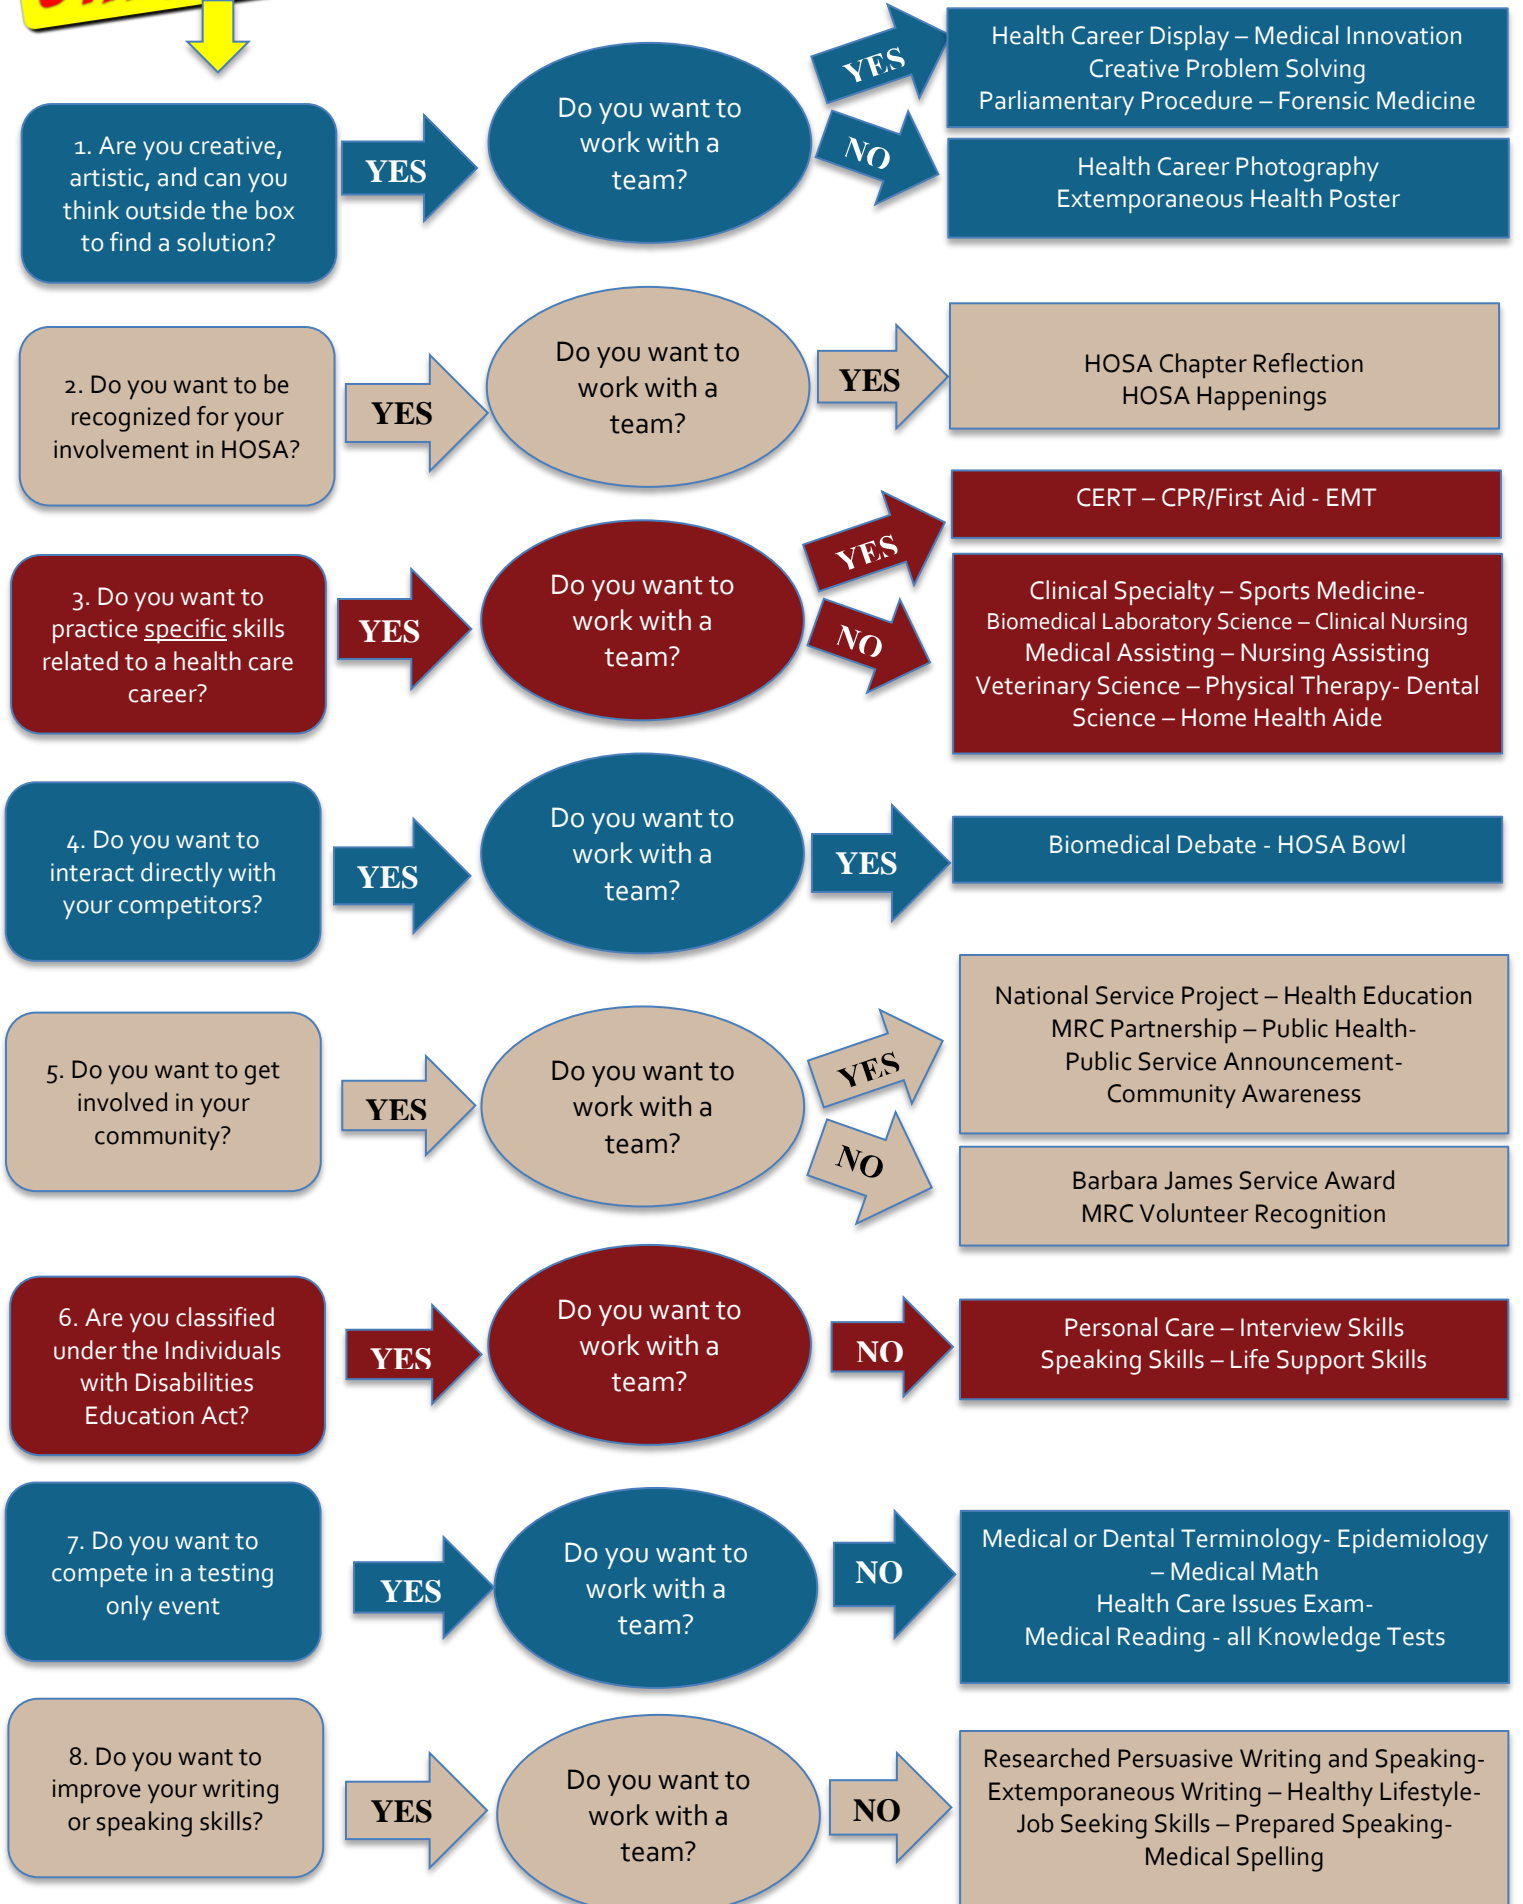 1. Are you creative,
artistic, and can you
think outside the box
to find a solution?
YES
Do you want to
work with a
team?
YES
Health Career Display – Medical Innovation
Creative Problem Solving
Parliamentary Procedure – Forensic Medicine
NO
Health Career Photography
Extemporaneous Health Poster
2. Do you want to be
recognized for your
involvement in HOSA?
YES
Do you want to
work with a
team?
YES
HOSA Chapter Reflection
HOSA Happenings
3. Do you want to
practice specific skills
related to a health care
career?
YES
Do you want to
work with a
team?
YES
CERT – CPR/First Aid - EMT
NO
Clinical Specialty – Sports Medicine-
Biomedical Laboratory Science – Clinical Nursing
Medical Assisting – Nursing Assisting
Veterinary Science – Physical Therapy- Dental
Science – Home Health Aide
4. Do you want to
interact directly with
your competitors?
YES
Do you want to
work with a
team?
YES
Biomedical Debate - HOSA Bowl
5. Do you want to get
involved in your
community?
YES
Do you want to
work with a
team?
YES
National Service Project – Health Education
MRC Partnership – Public Health-
Public Service Announcement-
Community Awareness
NO
Barbara James Service Award
MRC Volunteer Recognition
6. Are you classified
under the Individuals
with Disabilities
Education Act?
YES
Do you want to
work with a
team?
NO
Personal Care – Interview Skills
Speaking Skills – Life Support Skills
7. Do you want to
compete in a testing
only event
YES
Do you want to
work with a
team?
NO
Medical or Dental Terminology- Epidemiology
– Medical Math
Health Care Issues Exam-
Medical Reading - all Knowledge Tests
8. Do you want to
improve your writing
or speaking skills?
YES
Do you want to
work with a
team?
NO
Researched Persuasive Writing and Speaking-
Extemporaneous Writing – Healthy Lifestyle-
Job Seeking Skills – Prepared Speaking-
Medical Spelling